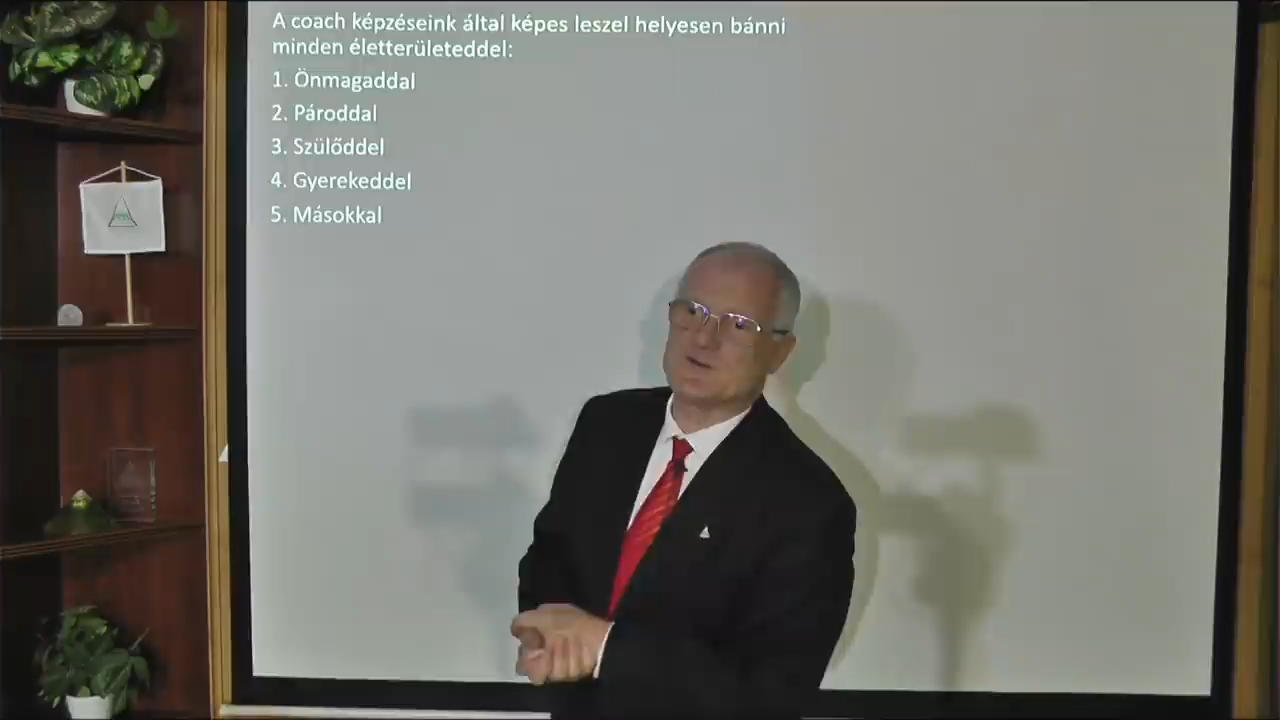 A coach képzéseink által képes leszel helyesen bánni
minden életterületeddel:
1. Önmagaddal
2. Pároddal
3. Szülőddel
4. Gyerekeddel
5. Másokkal